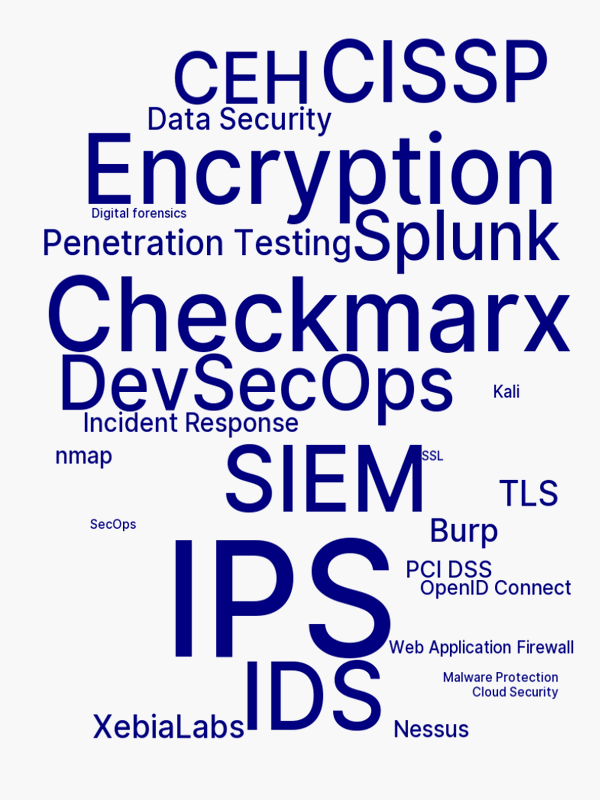 CEH CISSP
Data Security
Encryption
Digital forensics
Penetration Testing Splunk
Checkmarx
DevSecOps
Kali
Incident Response
nmap
SIEM
SSL
TLS
SecOps
Burp
IPS
PCI DSS
OpenID Connect
Web Application Firewall
Malware Protection
Cloud Security
IDS
XebiaLabs
Nessus